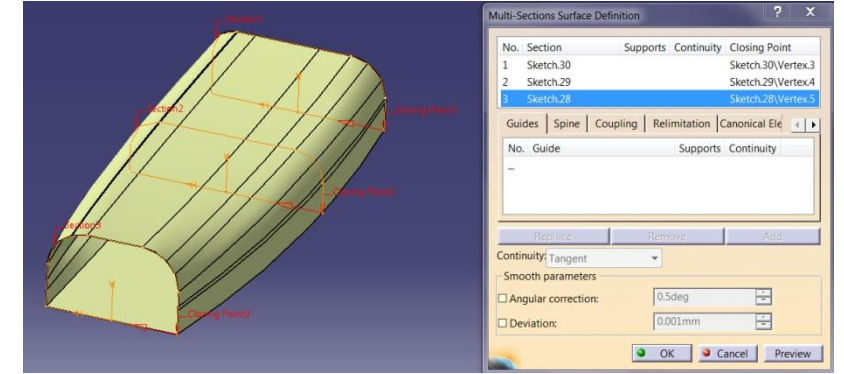 Section1
Closing Point1
Section2
Closing Point2
Section3
Closing Point3
Multi-Sections Surface Definition
? X
No. Section Supports Continuity Closing Point
1 Sketch.30 Sketch.30\Vertex.3
2 Sketch.29 Sketch.29\Vertex.4
3 Sketch.28 Sketch.28\Vertex.5
Guides Spine Coupling Relimitation Canonical Ele
No. Guide Supports Continuity
...
Replace Remove Add
Continuity: Tangent
Smooth parameters
Angular correction: 0.5deg
Deviation: 0.001mm
OK Cancel Preview